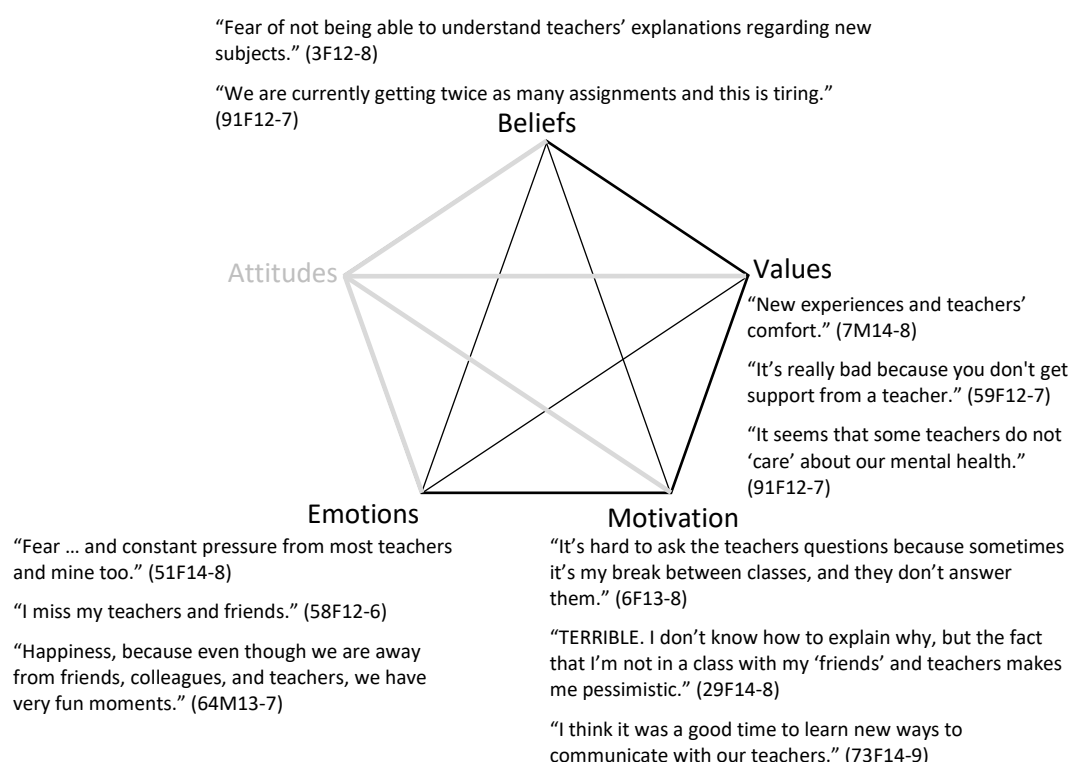 “Fear of not being able to understand teachers’ explanations regarding new
subjects.” (3F12-8)
“We are currently getting twice as many assignments and this is tiring.”
(91F12-7)
Beliefs
Attitudes
Values
“New experiences and teachers’
comfort.” (7M14-8)
“It’s really bad because you don't get
support from a teacher.” (59F12-7)
“It seems that some teachers do not
‘care’ about our mental health.”
(91F12-7)
Emotions
“Fear … and constant pressure from most teachers
and mine too.” (51F14-8)
“I miss my teachers and friends.” (58F12-6)
“Happiness, because even though we are away
from friends, colleagues, and teachers, we have
very fun moments.” (64M13-7)
Motivation
“It’s hard to ask the teachers questions because sometimes
it’s my break between classes, and they don’t answer
them.” (6F13-8)
“TERRIBLE. I don’t know how to explain why, but the fact
that I’m not in a class with my ‘friends’ and teachers makes
me pessimistic.” (29F14-8)
“I think it was a good time to learn new ways to
communicate with our teachers.” (73F14-9)